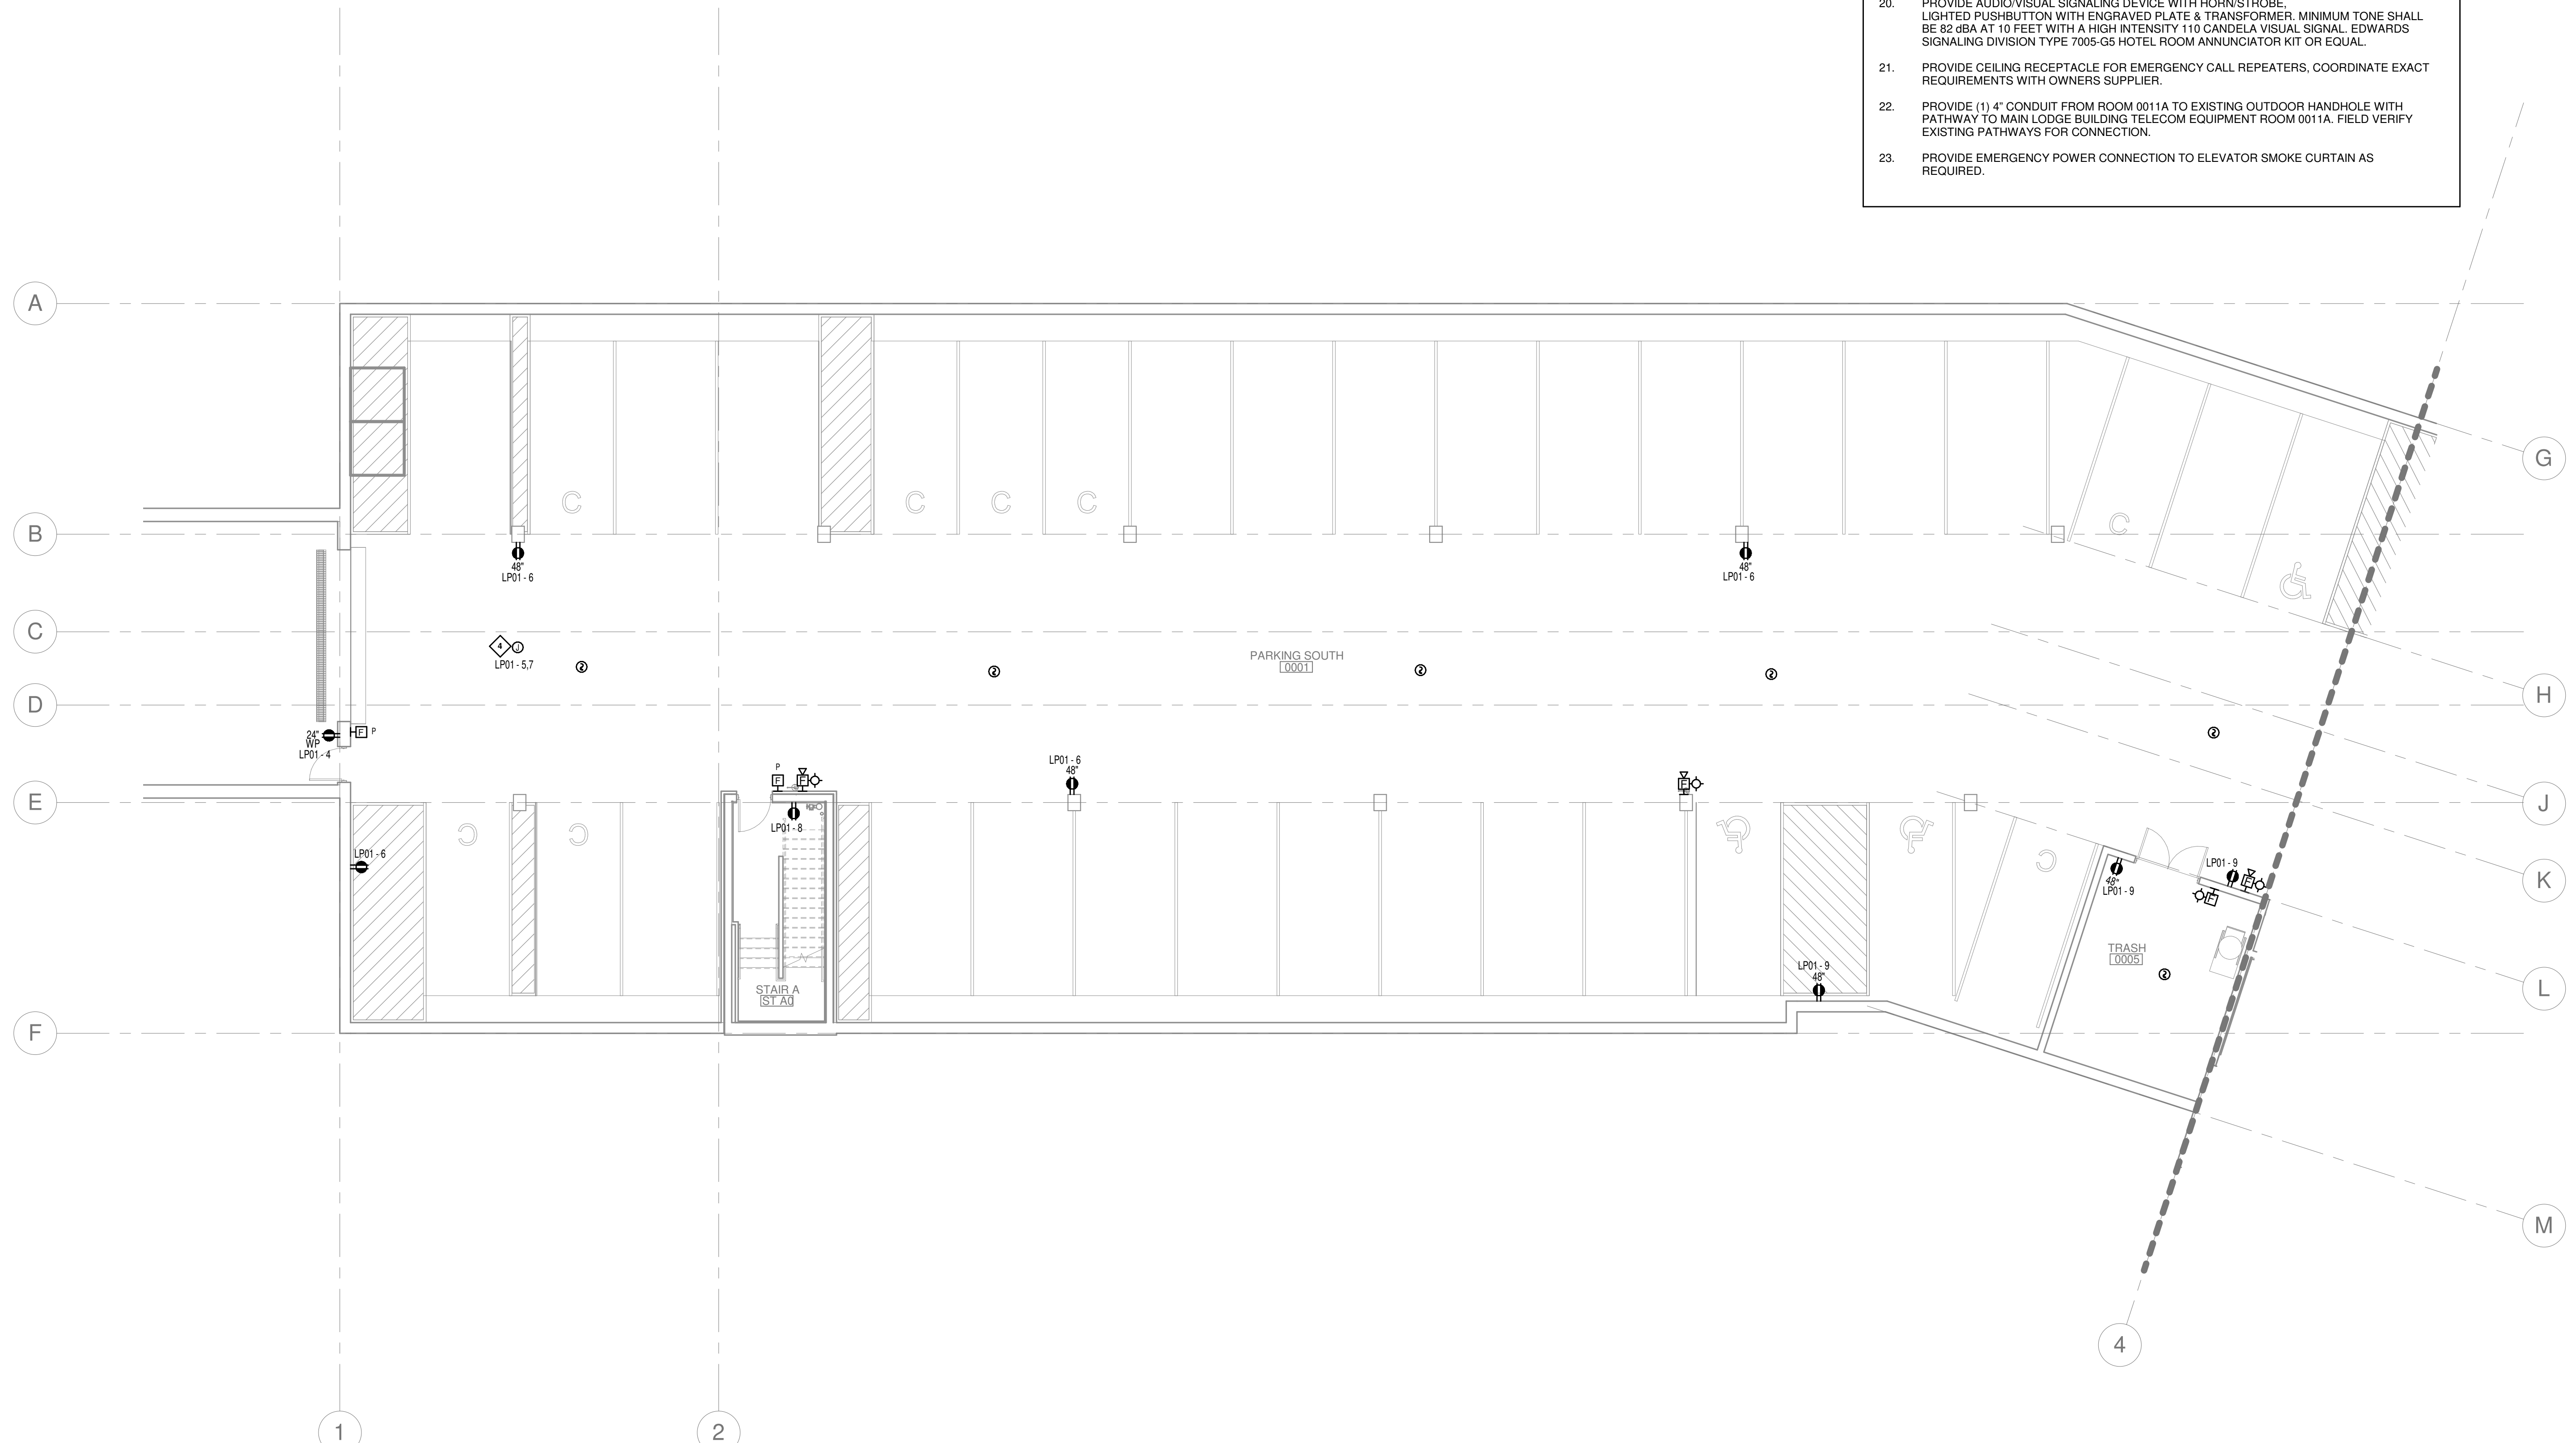 20. PROVIDE AUDIO/VISUAL SIGNALING DEVICE WITH HORN/STROBE,
LIGHTED PUSHBUTTON WITH ENGRAVED PLATE & TRANSFORMER. MINIMUM TONE SHALL
BE 82 dBA AT 10 FEET WITH A HIGH INTENSITY 110 CANDELA VISUAL SIGNAL. EDWARDS
SIGNALING DIVISION TYPE 7005-G5 HOTEL ROOM ANNUNCIATOR KIT OR EQUAL.
21. PROVIDE CEILING RECEPTACLE FOR EMERGENCY CALL REPEATERS, COORDINATE EXACT
REQUIREMENTS WITH OWNERS SUPPLIER.
22. PROVIDE (1) 4" CONDUIT FROM ROOM 0011A TO EXISTING OUTDOOR HANDHOLE WITH
PATHWAY TO MAIN LODGE BUILDING TELECOM EQUIPMENT ROOM 0011A. FIELD VERIFY
EXISTING PATHWAYS FOR CONNECTION.
23. PROVIDE EMERGENCY POWER CONNECTION TO ELEVATOR SMOKE CURTAIN AS
REQUIRED.
A
G
C
C
C
C
C
B
48"
LP01 - 6
48"
LP01 - 6
C
4
J
LP01 - 5,7
PARKING SOUTH
0001
H
D
24"
WP
LP01 - 4
F
P
P
F
F
LP01 - 6
48"
F
E
J
C
C
LP01 - 8
C
LP01 - 6
K
48"
LP01 - 9
LP01 - 9
F
F
TRASH
0005
LP01 - 9
48"
STAIR A
ST A0
L
F
M
4
1
2